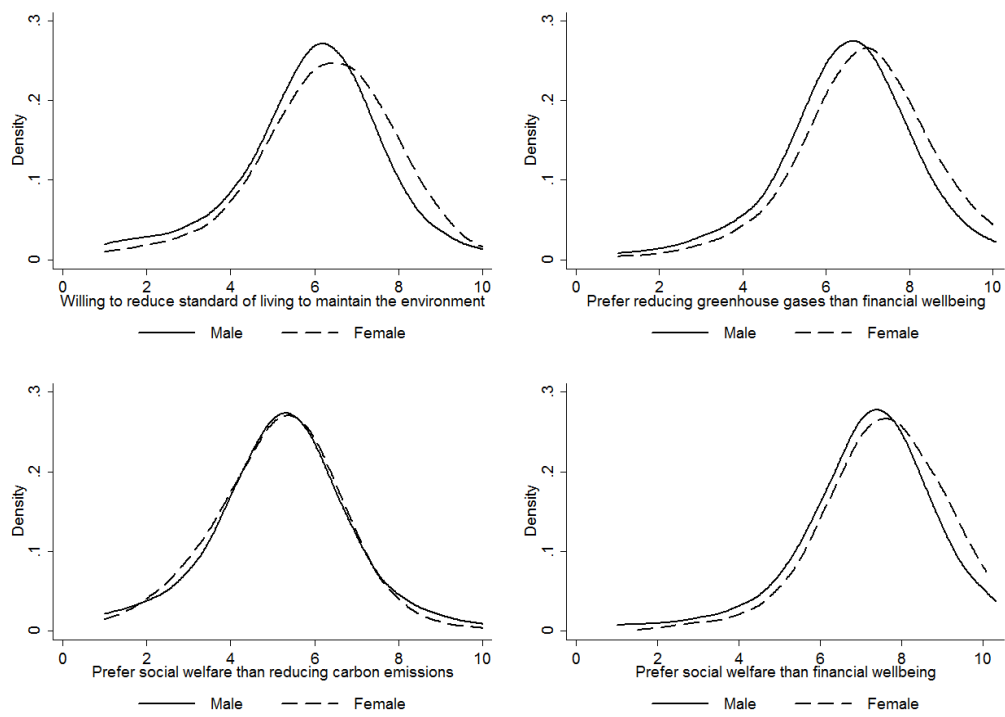 .3
.2
Density
.1
0
0 2 4 6 8 10
Willing to reduce standard of living to maintain the environment
Male Female
.3
.2
Density
.1
0
0 2 4 6 8 10
Prefer reducing greenhouse gases than financial wellbeing
Male Female
.3
.2
Density
.1
0
0 2 4 6 8 10
Prefer social welfare than reducing carbon emissions
Male Female
.3
.2
Density
.1
0
0 2 4 6 8 10
Prefer social welfare than financial wellbeing
Male Female